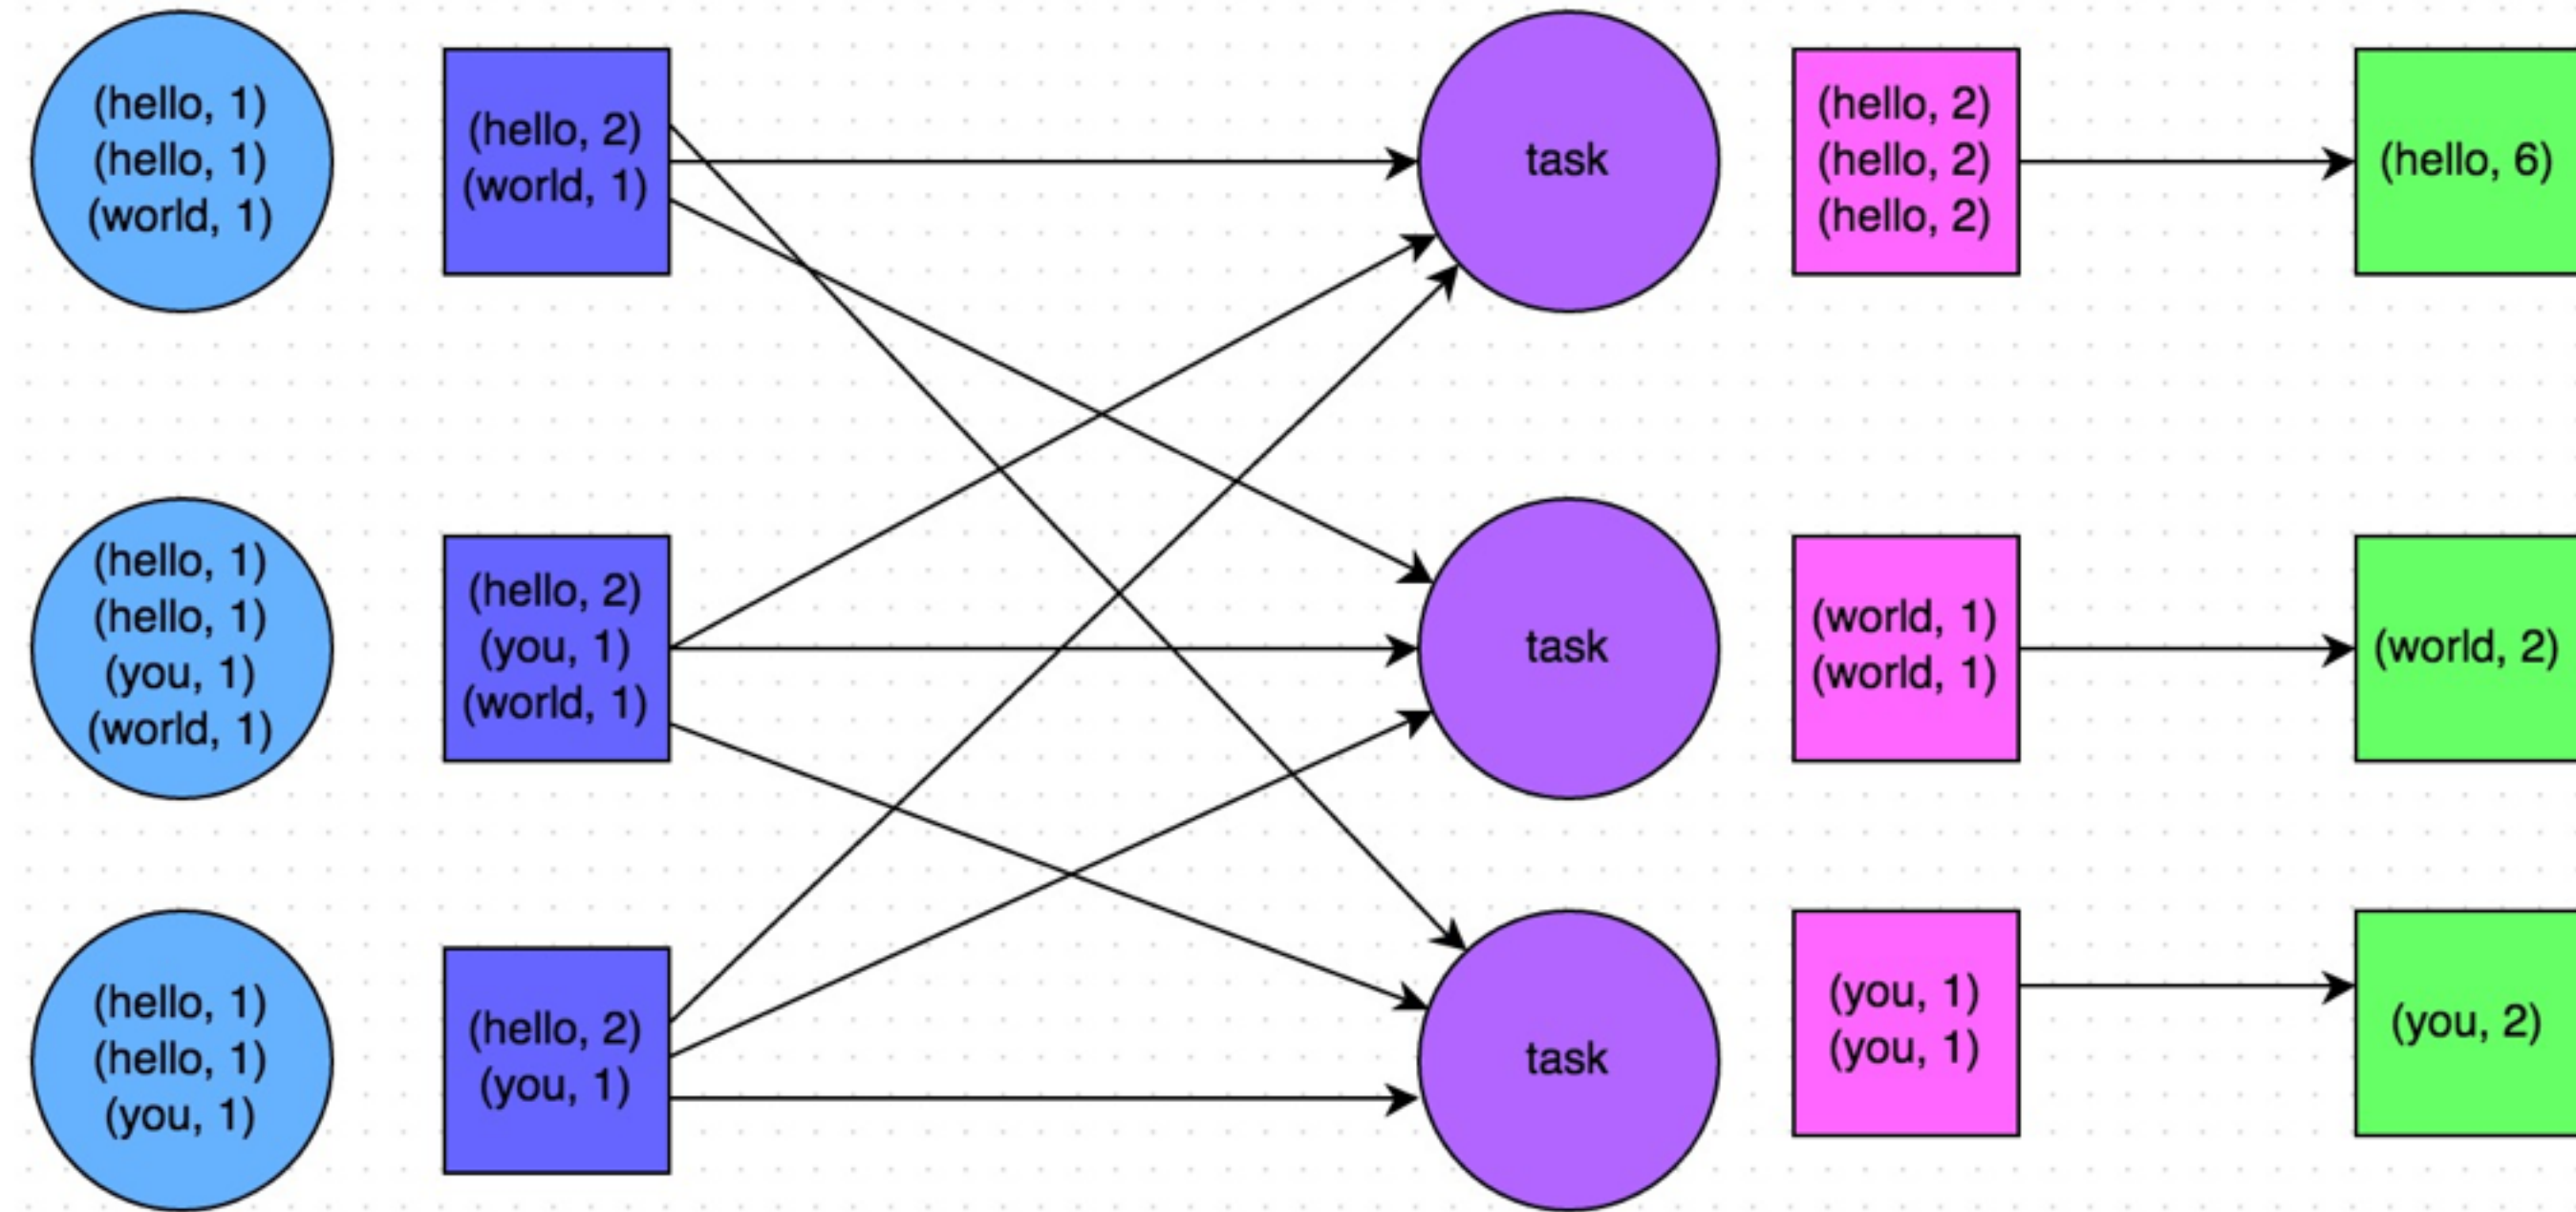 (hello, 1)
(hello, 1)
(world, 1)
(hello, 2)
(world, 1)
task
(hello, 2)
(hello, 2)
(hello, 2)
(hello, 6)
(hello, 1)
(hello, 1)
(you, 1)
(world, 1)
(hello, 2)
(you, 1)
(world, 1)
task
(world, 1)
(world, 1)
(world, 2)
(hello, 1)
(hello, 1)
(you, 1)
(hello, 2)
(you, 1)
task
(you, 1)
(you, 1)
(you, 2)